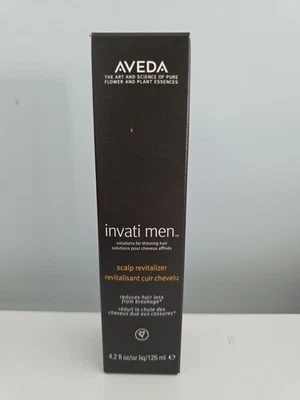 AVEDA
THE ART AND SCIENCE OF PURE
FLOWER AND PLANT ESSENCES
invati men™
solutions for thinning hair
solutions pour cheveux affinés
scalp revitalizer
revitalisant cuir chevelu
reduces hair loss
from breakage*
réduit la chute des
cheveux due aux cassures*
4.2 fl oz/oz liq/125 ml ℮